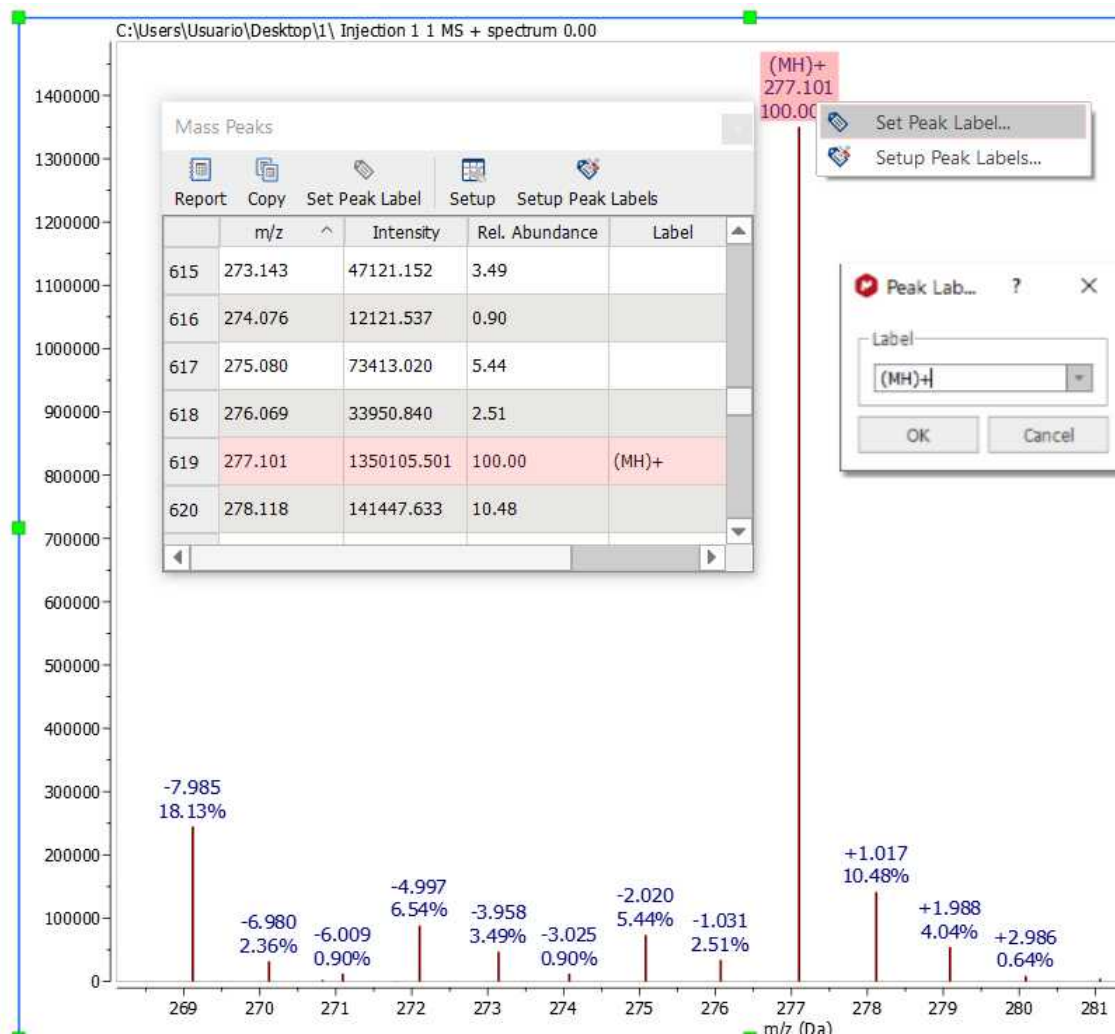 C:\Users\Usuario\Desktop\1\ Injection 1 1 MS + spectrum 0.00
(MH)+
277.101
Set Peak Label...
Setup Peak Labels...
Mass Peaks
Report Copy Set Peak Label Setup Setup Peak Labels
m/z Intensity Rel. Abundance Label
615 273.143 47121.152 3.49
616 274.076 12121.537 0.90
617 275.080 73413.020 5.44
618 276.069 33950.840 2.51
619 277.101 1350105.501 100.00 (MH)+
620 278.118 141447.633 10.48
Peak Lab... ?
Label
(MH)+
OK Cancel
1400000
1300000
1200000
1100000
1000000
900000
800000
700000
600000
500000
400000
300000
200000
100000
0
-7.985
18.13%
-6.980
2.36%
-6.009
0.90%
-4.997
6.54%
-3.958
3.49%
-3.025
0.90%
-2.020
5.44%
-1.031
2.51%
+1.017
10.48%
+1.988
4.04%
+2.986
0.64%
269 270 271 272 273 274 275 276 277 278 279 280 281
m/z (Da)